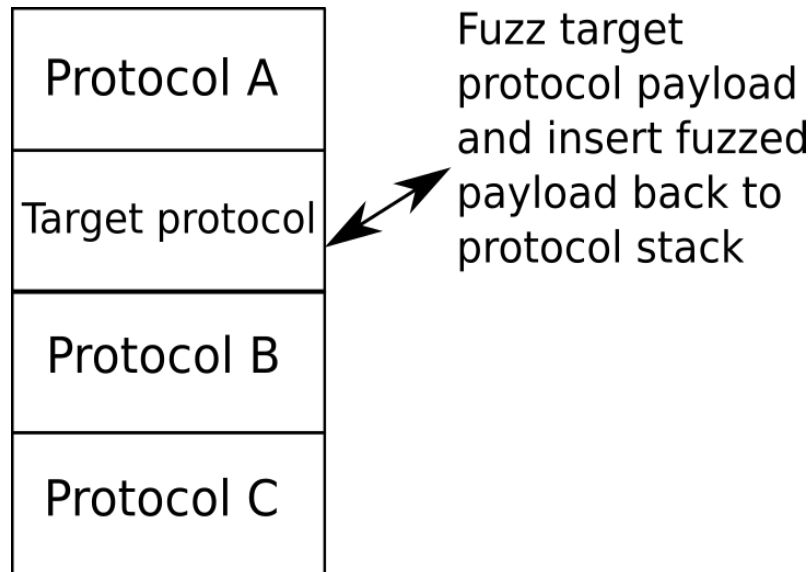 Protocol A
Target protocol
Protocol B
Protocol C
Fuzz target
protocol payload
and insert fuzzed
payload back to
protocol stack